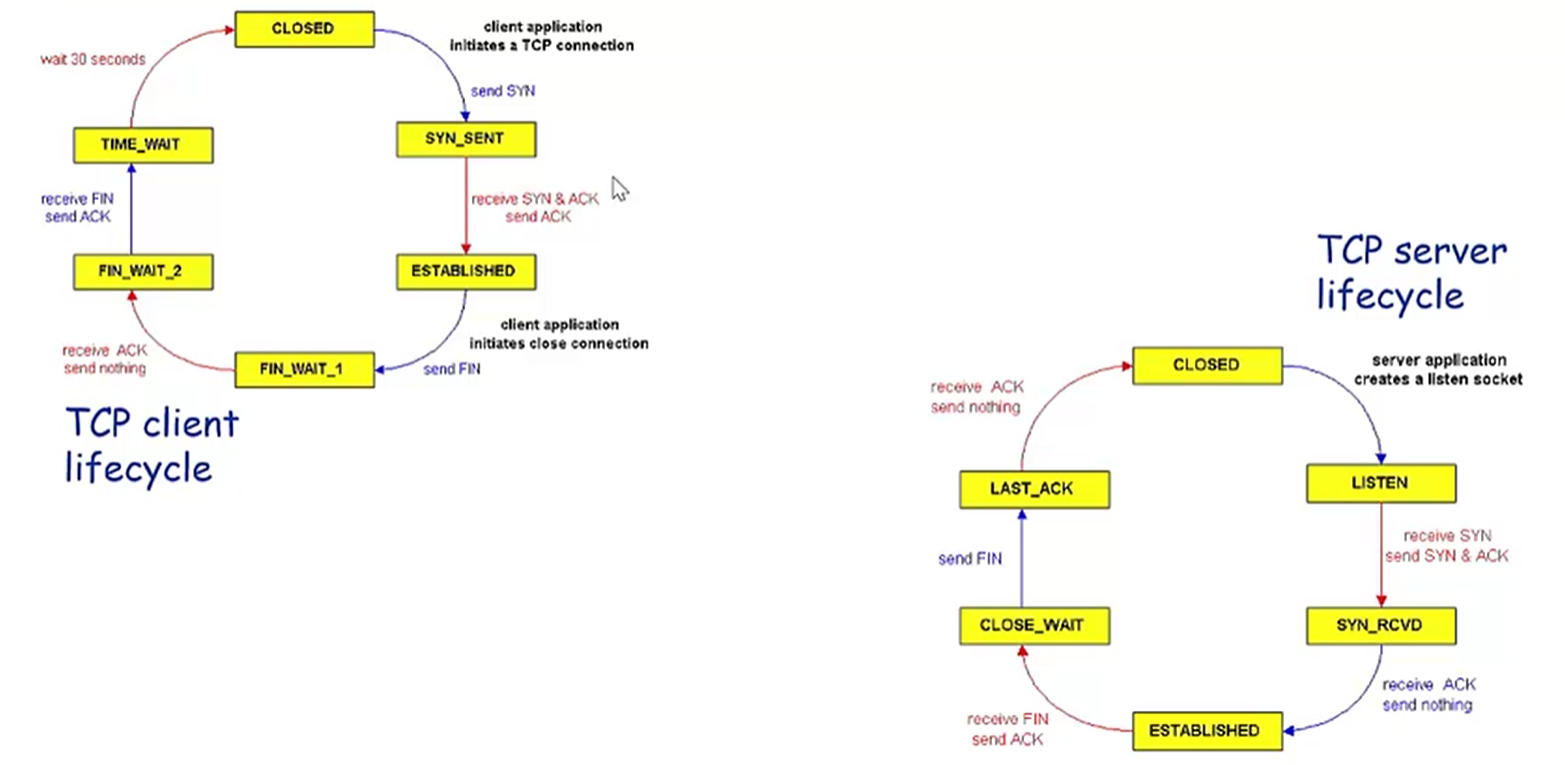 CLOSED
client application
initiates a TCP connection
wait 30 seconds
send SYN
TIME_WAIT
SYN_SENT
receive FIN
send ACK
receive SYN & ACK
send ACK
FIN_WAIT_2
ESTABLISHED
client application
initiates close connection
receive ACK
send nothing
FIN_WAIT_1
send FIN
TCP client
lifecycle
TCP server
lifecycle
CLOSED
server application
creates a listen socket
receive ACK
send nothing
LAST_ACK
LISTEN
send FIN
receive SYN
send SYN & ACK
CLOSE_WAIT
SYN_RCVD
receive ACK
send nothing
receive FIN
send ACK
ESTABLISHED